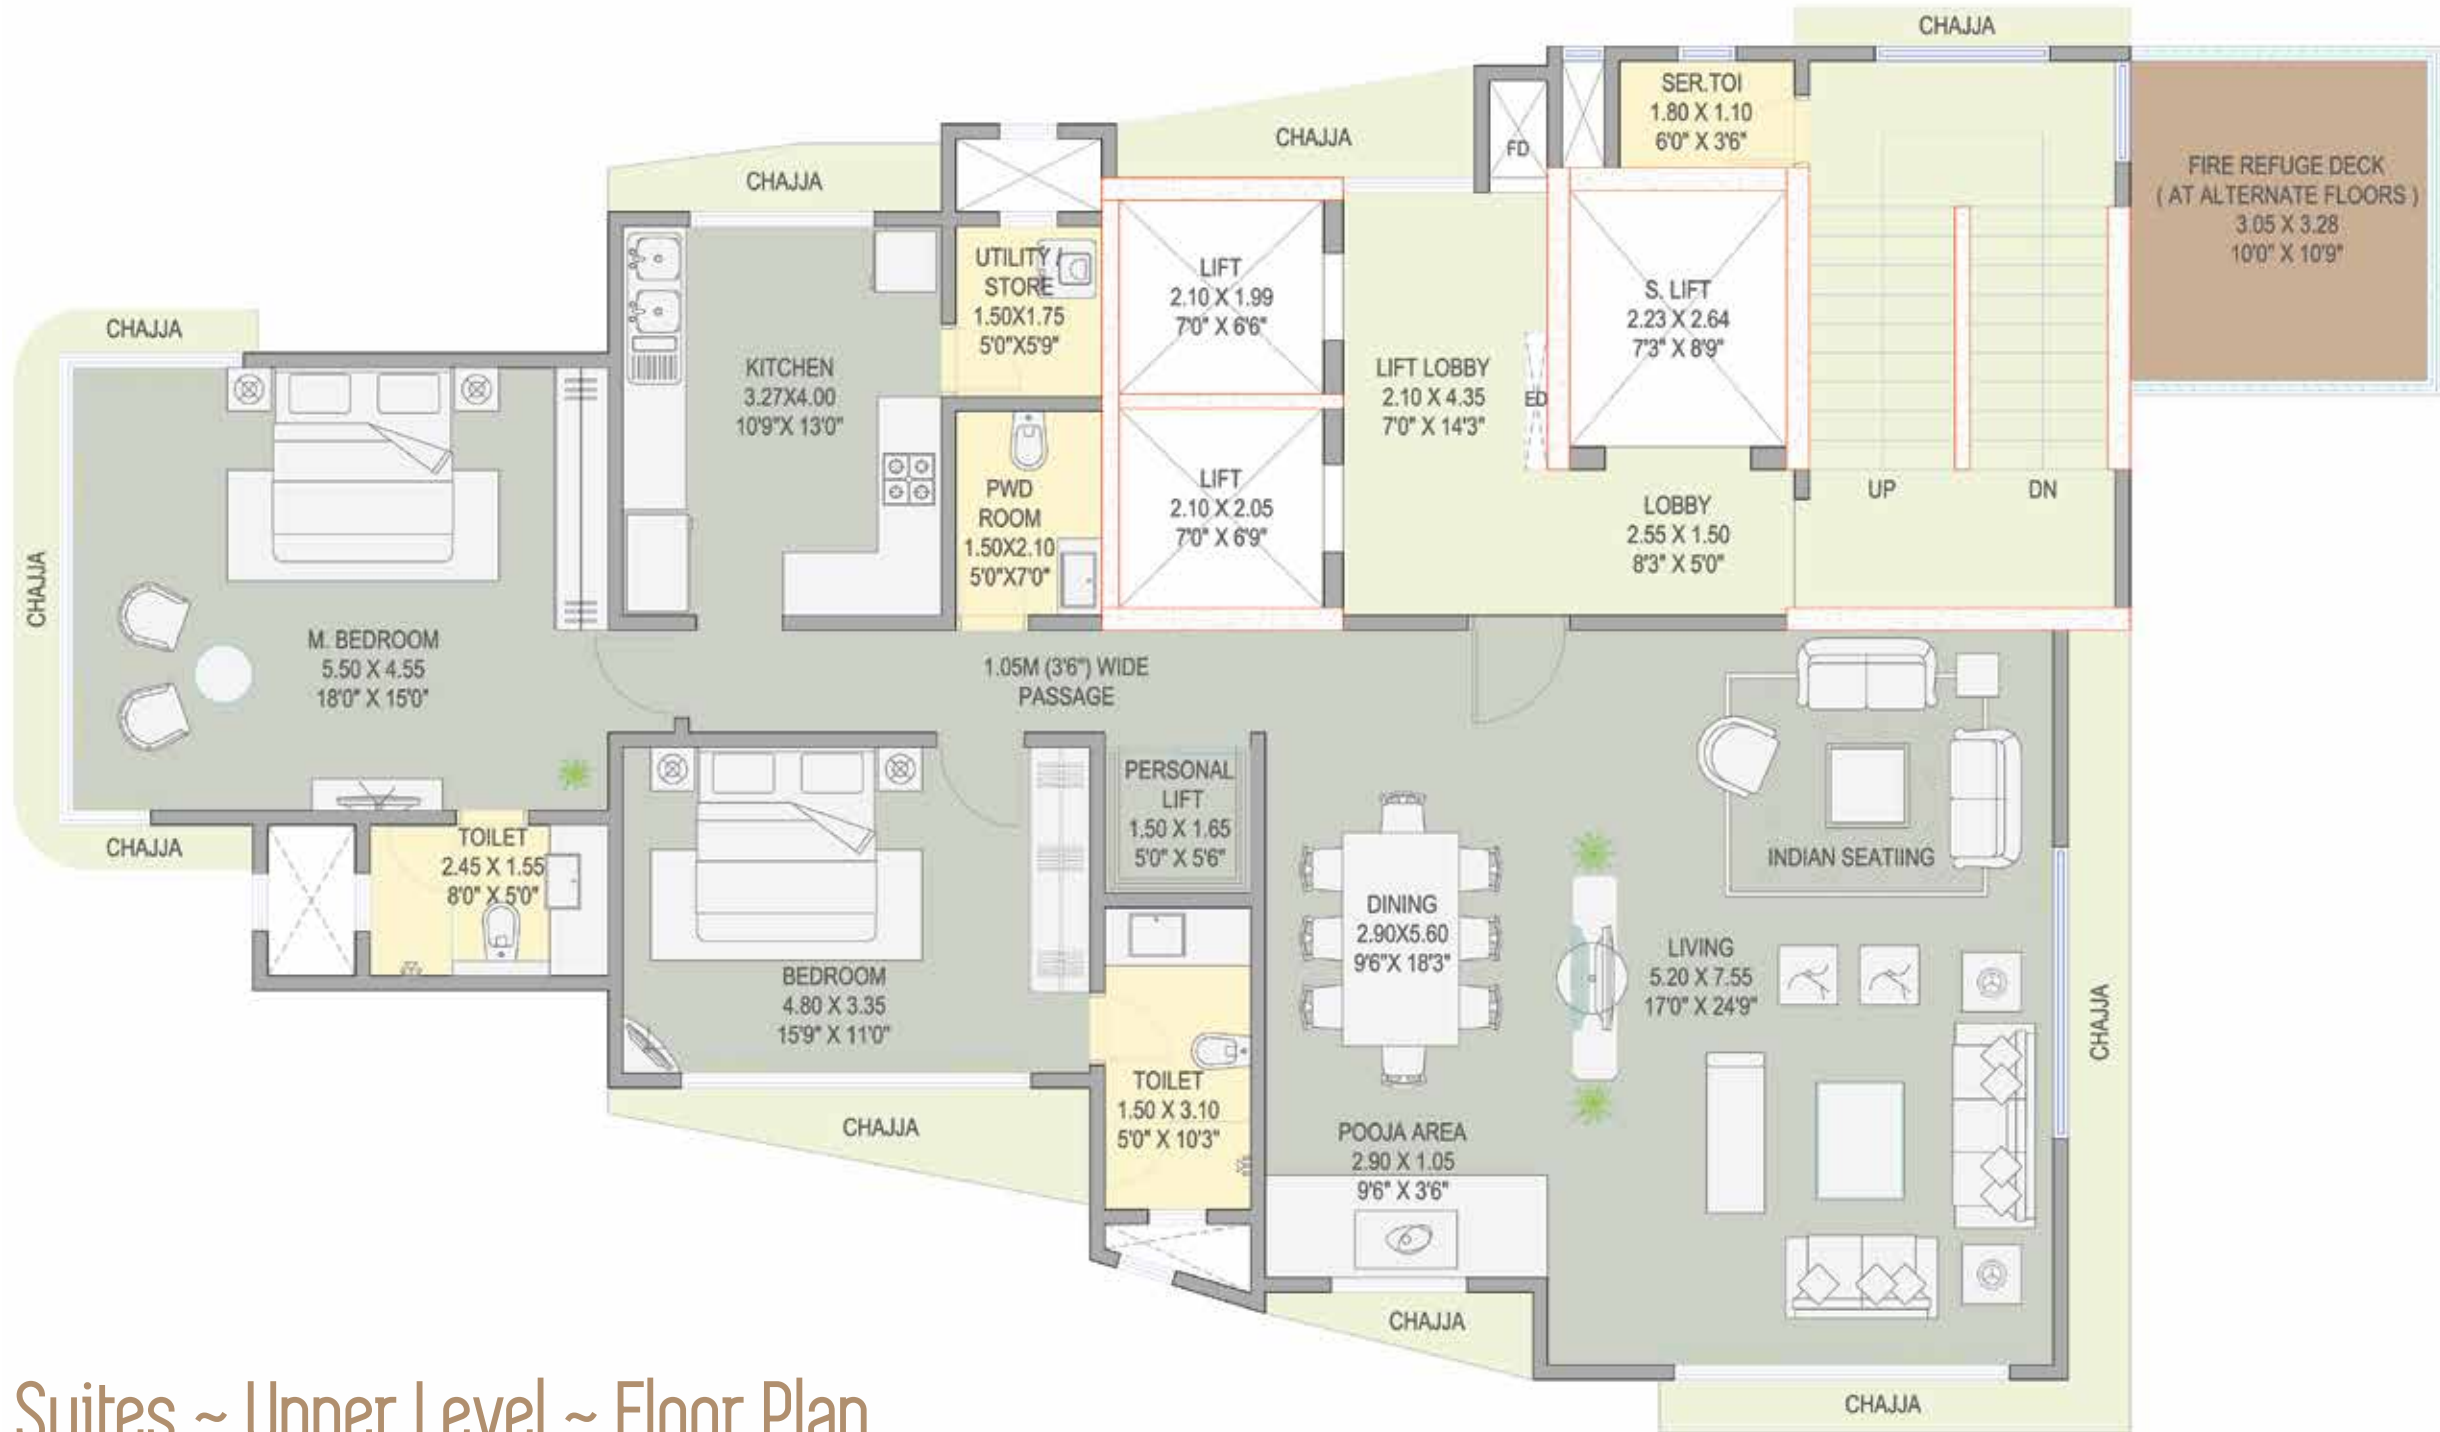 CHAJJA
SER.TOI
1.80 X 1.10
6'0" X 3'6"
FD
CHAJJA
CHAJJA
FIRE REFUGE DECK
( AT ALTERNATE FLOORS )
3.05 X 3.28
10'0" X 10'9"
UTILITY /
STORE
1.50X1.75
5'0"X5'9"
LIFT
2.10 X 1.99
7'0" X 6'6"
S. LIFT
2.23 X 2.64
7'3" X 8'9"
CHAJJA
KITCHEN
3.27X4.00
10'9"X 13'0"
LIFT LOBBY
2.10 X 4.35
7'0" X 14'3"
ED
PWD
ROOM
1.50X2.10
5'0"X7'0"
LIFT
2.10 X 2.05
7'0" X 6'9"
LOBBY
2.55 X 1.50
8'3" X 5'0"
UP
DN
CHAJJA
M. BEDROOM
5.50 X 4.55
18'0" X 15'0"
1.05M (3'6") WIDE
PASSAGE
PERSONAL
LIFT
1.50 X 1.65
5'0" X 5'6"
INDIAN SEATIING
CHAJJA
TOILET
2.45 X 1.55
8'0" X 5'0"
DINING
2.90X5.60
9'6"X 18'3"
LIVING
5.20 X 7.55
17'0" X 24'9"
BEDROOM
4.80 X 3.35
15'9" X 11'0"
CHAJJA
TOILET
1.50 X 3.10
5'0" X 10'3"
CHAJJA
POOJA AREA
2.90 X 1.05
9'6" X 3'6"
CHAJJA
CHAJJA
Suites ~ Upper Level ~ Floor Plan